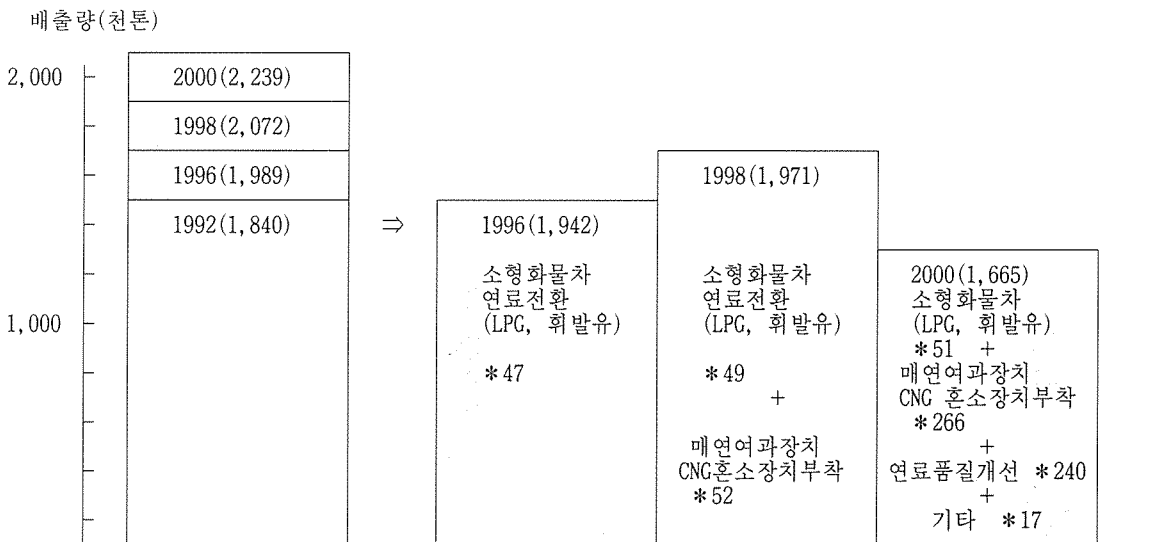 배출량(천톤)
2,000
2000(2,239)
1998(2,072)
1996(1,989)
1992(1,840)
⇒
1,000
1996(1,942)
소형화물차
연료전환
(LPG, 휘발유)
*47
1998(1,971)
소형화물차
연료전환
(LPG, 휘발유)
*49
+
매연여과장치
CNG혼소장치부착
*52
2000(1,665)
소형화물차
(LPG, 휘발유)
*51 +
매연여과장치
CNG 혼소장치부착
*266
+
연료품질개선 *240
+
기타 *17